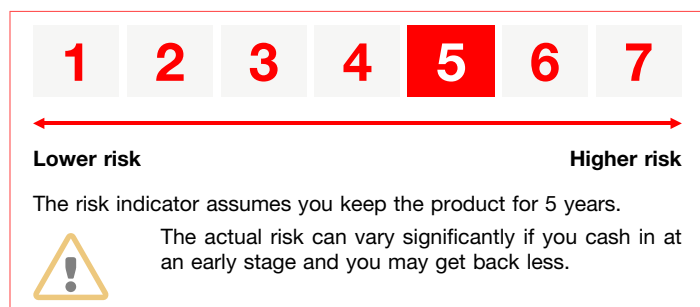 1 2 3 4 5 6 7
Lower risk Higher risk
The risk indicator assumes you keep the product for 5 years.
The actual risk can vary significantly if you cash in at
an early stage and you may get back less.